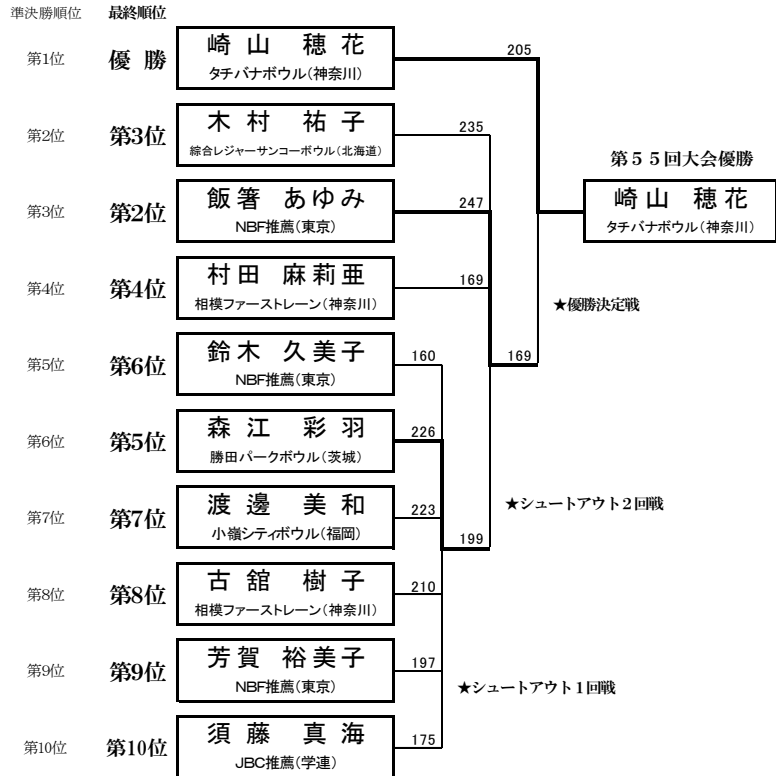 準決勝順位 最終順位
第1位 優 勝 崎 山 穂 花 205
タチバナボウル(神奈川)
第2位 第3位 木 村 祐 子 235
綜合レジャーサンコーボウル(北海道)
第55回大会優勝
第3位 第2位 飯 箸 あゆみ 247 崎 山 穂 花
NBF推薦(東京) タチバナボウル(神奈川)
第4位 第4位 村 田 麻莉亜 169
相模ファーストレーン(神奈川) ★優勝決定戦
第5位 第6位 鈴 木 久美子 160 169
NBF推薦(東京)
第6位 第5位 森 江 彩 羽 226
勝田パークボウル(茨城)
第7位 第7位 渡 邊 美 和 223 ★シュートアウト2回戦
小嶺シティボウル(福岡) 199
第8位 第8位 古 舘 樹 子 210
相模ファーストレーン(神奈川)
第9位 第9位 芳 賀 裕美子 197
NBF推薦(東京) ★シュートアウト1回戦
第10位 第10位 須 藤 真 海 175
JBC推薦(学連)